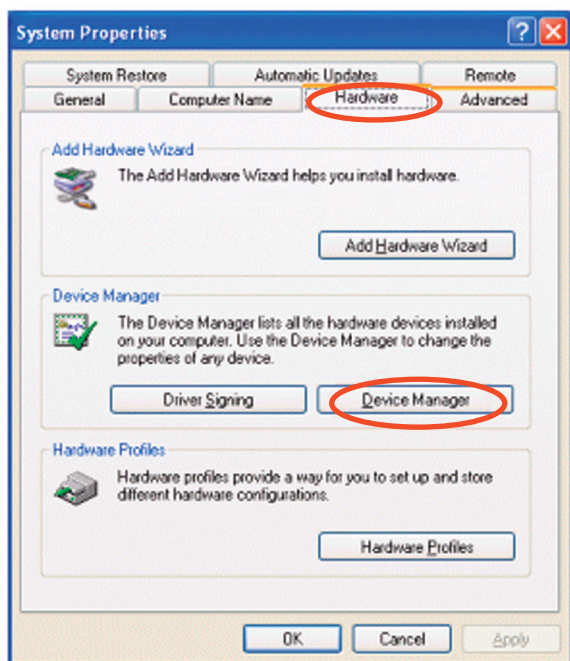 System Properties
System Restore Automatic Updates Remote
General Computer Name Hardware Advanced
Add Hardware Wizard
The Add Hardware Wizard helps you install hardware.
Add Hardware Wizard
Device Manager
The Device Manager lists all the hardware devices installed
on your computer. Use the Device Manager to change the
properties of any device.
Driver Signing Device Manager
Hardware Profiles
Hardware profiles provide a way for you to set up and store
different hardware configurations.
Hardware Profiles
OK Cancel Apply